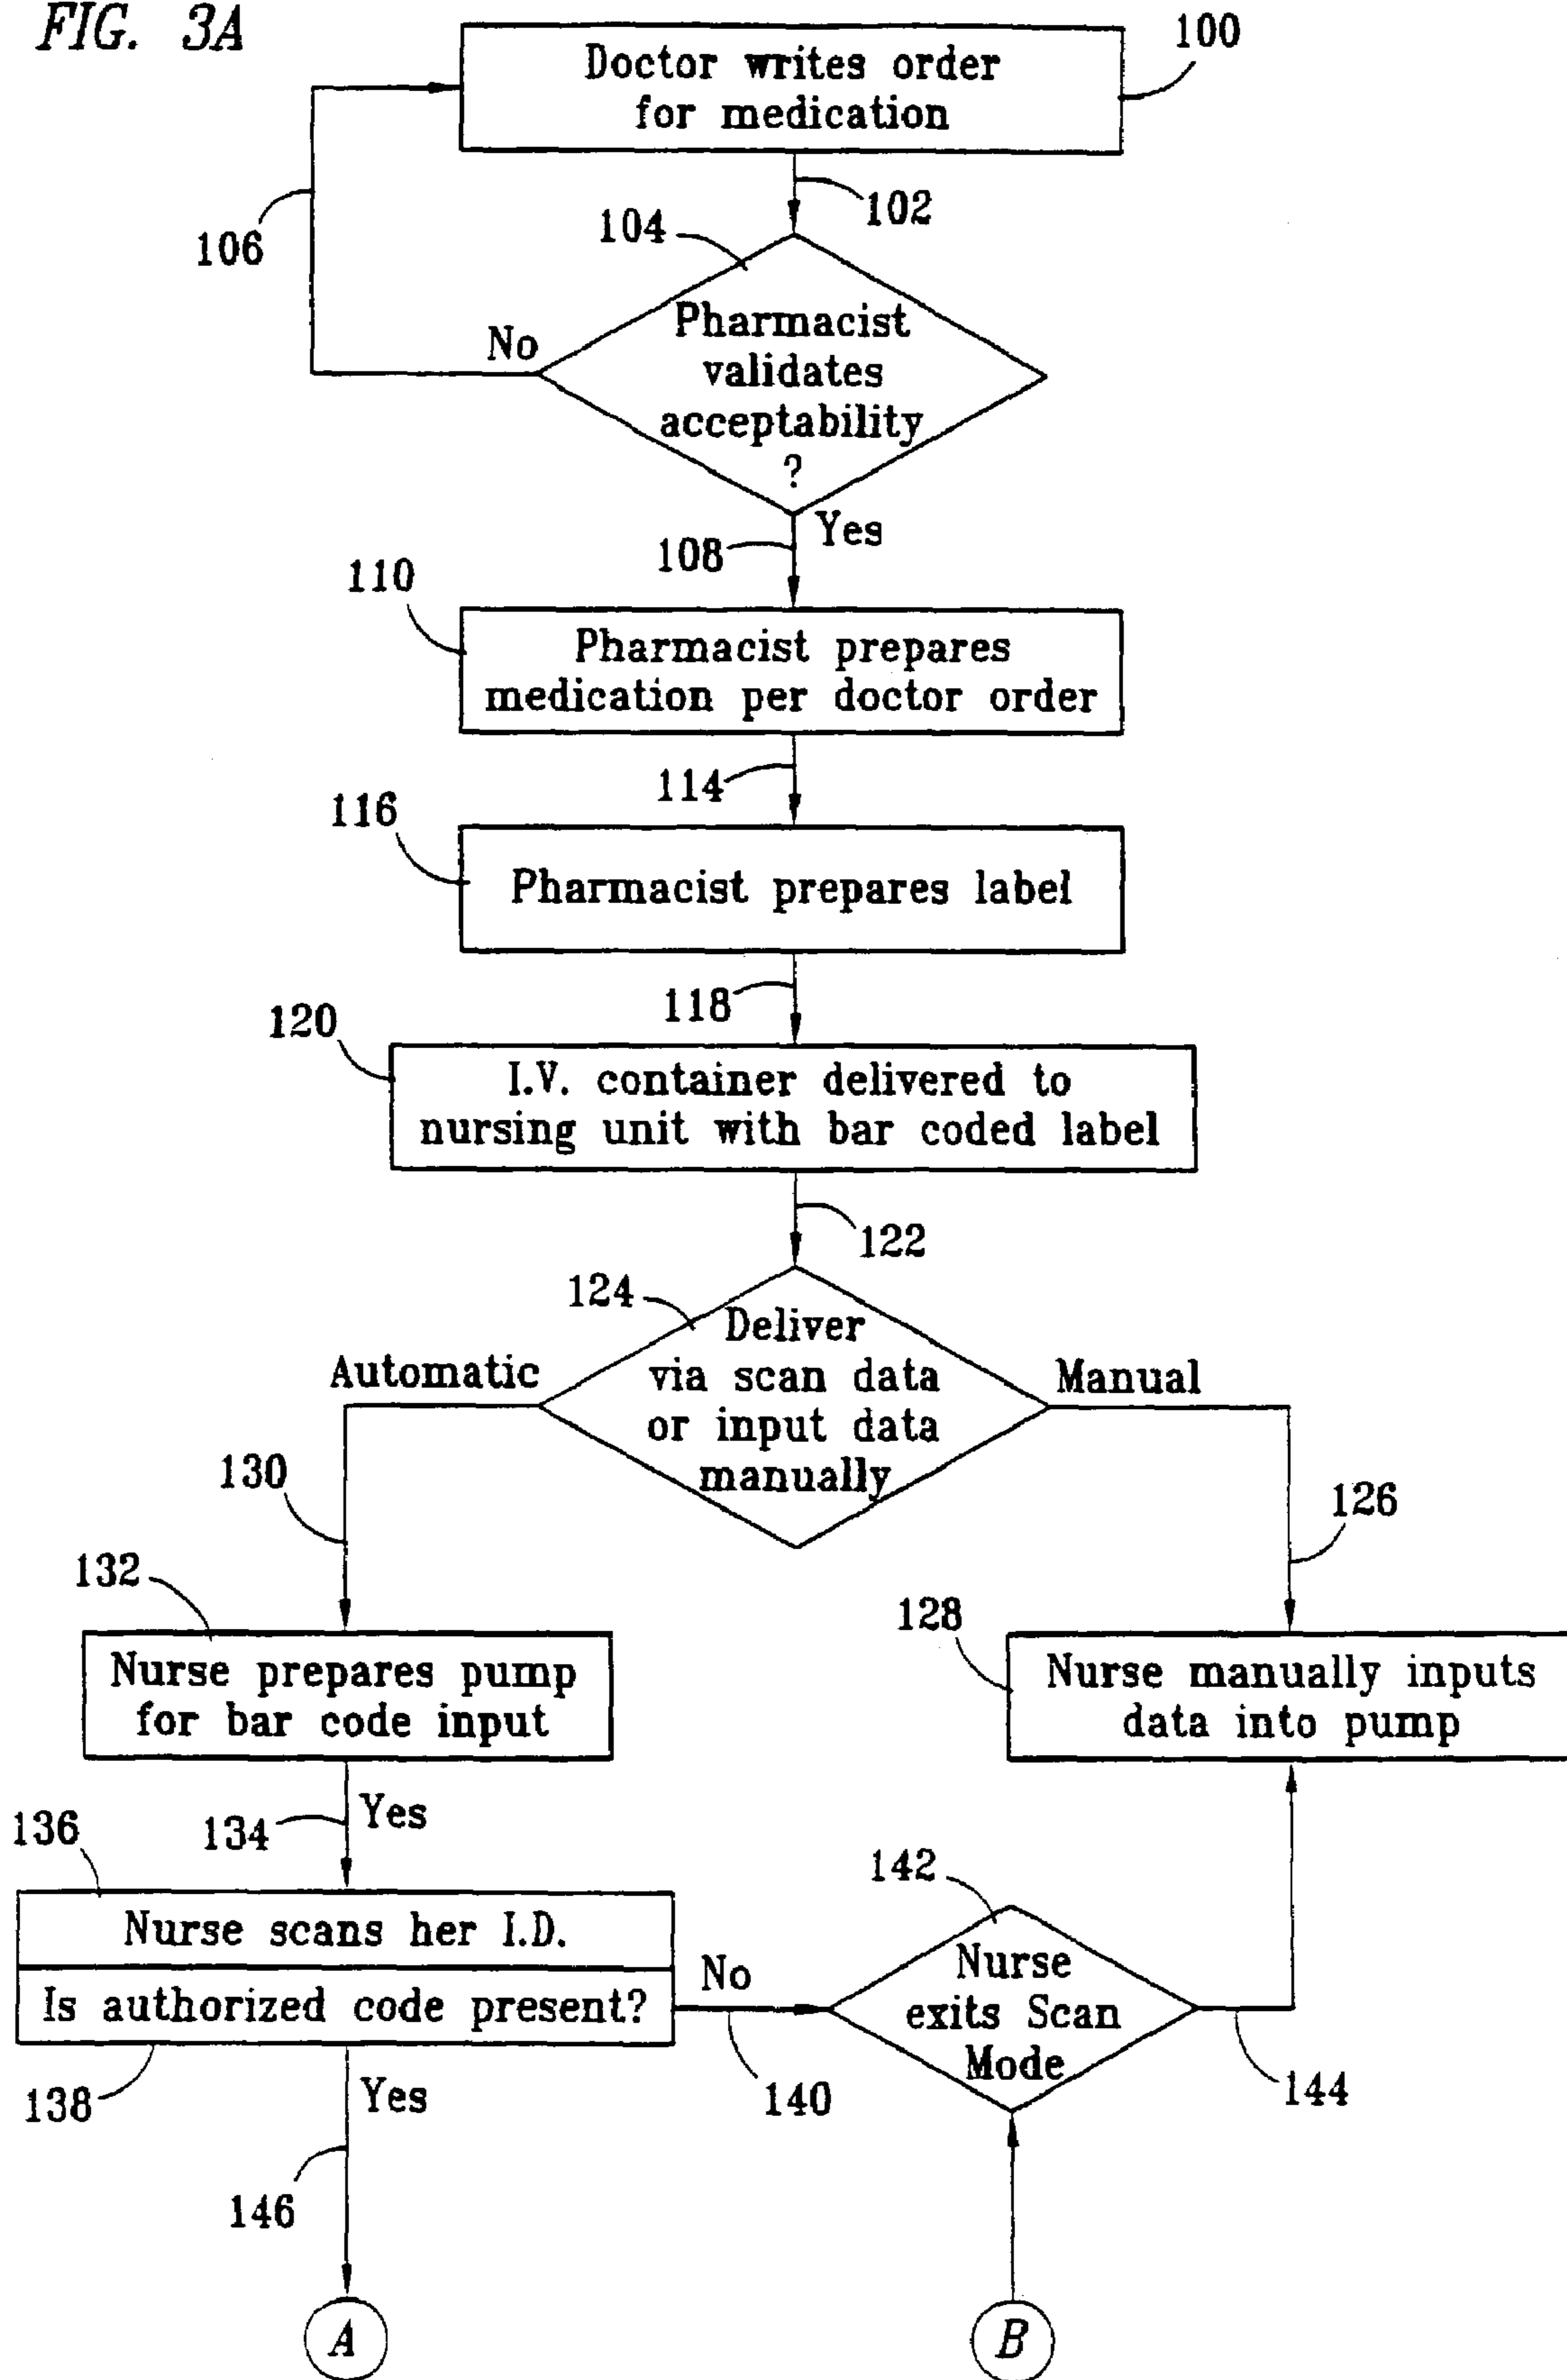 FIG. 3A
100
Doctor writes order
for medication
102
104
106
No
Pharmacist
validates
acceptability
?
Yes
108
110
Pharmacist prepares
medication per doctor order
114
116
Pharmacist prepares label
118
120
I.V. container delivered to
nursing unit with bar coded label
122
124
Deliver
via scan data
or input data
manually
Automatic
Manual
130
126
132
Nurse prepares pump
for bar code input
128
Nurse manually inputs
data into pump
134
Yes
136
Nurse scans her I.D.
Is authorized code present?
138
No
140
142
Nurse
exits Scan
Mode
144
Yes
146
A
B